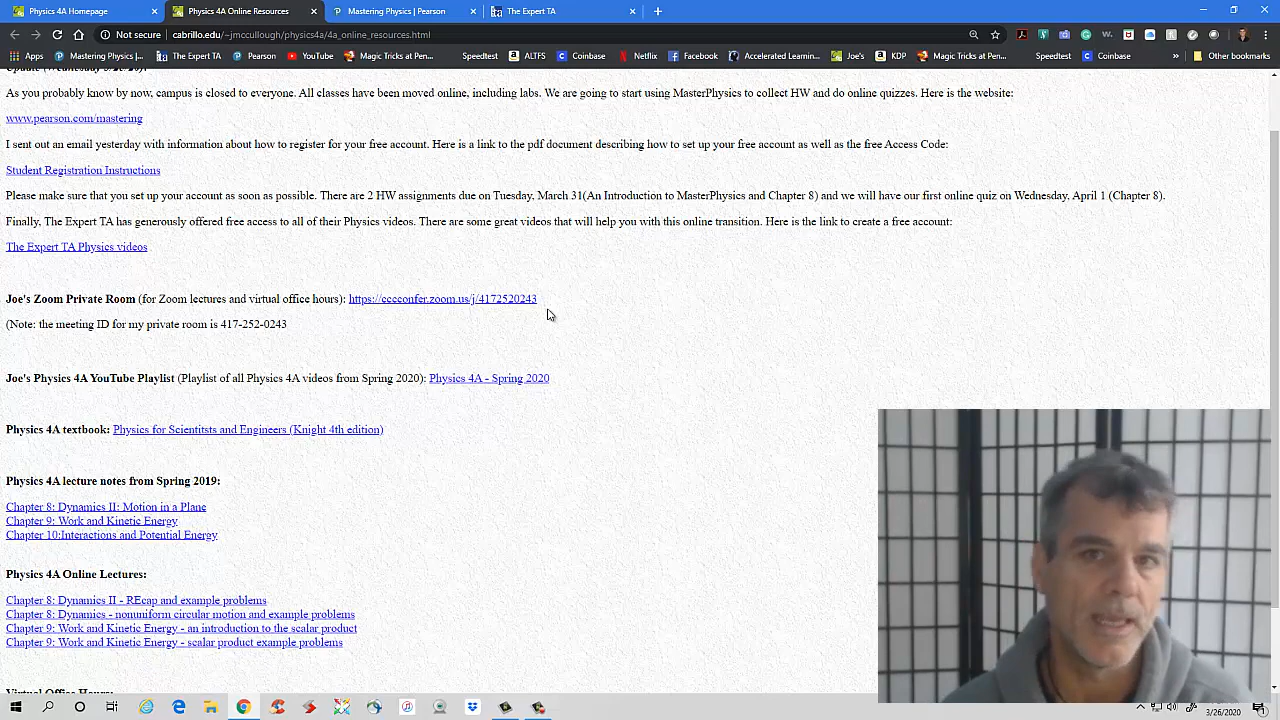 Physics 4A Homepage
Physics 4A Online Resources
Mastering Physics | Pearson
The Expert TA
Not secure
cabrillo.edu/~jmccullough/physics4a/4a_online_resources.html
Apps
Mastering Physics |...
The Expert TA
Pearson
YouTube
Magic Tricks at Pen...
Speedtest
ALTFS
Coinbase
Netflix
Facebook
Accelerated Learnin...
Joe's
KDP
Magic Tricks at Pen...
Speedtest
Coinbase
»
Other bookmarks
As you probably know by now, campus is closed to everyone. All classes have been moved online, including labs. We are going to start using MasterPhysics to collect HW and do online quizzes. Here is the website:
www.pearson.com/mastering
I sent out an email yesterday with information about how to register for your free account. Here is a link to the pdf document describing how to set up your free account as well as the free Access Code:
Student Registration Instructions
Please make sure that you set up your account as soon as possible. There are 2 HW assignments due on Tuesday, March 31(An Introduction to MasterPhysics and Chapter 8) and we will have our first online quiz on Wednesday, April 1 (Chapter 8).
Finally, The Expert TA has generously offered free access to all of their Physics videos. There are some great videos that will help you with this online transition. Here is the link to create a free account:
The Expert TA Physics videos
Joe's Zoom Private Room (for Zoom lectures and virtual office hours): https://cccconfer.zoom.us/j/4172520243
(Note: the meeting ID for my private room is 417-252-0243
Joe's Physics 4A YouTube Playlist (Playlist of all Physics 4A videos from Spring 2020): Physics 4A - Spring 2020
Physics 4A textbook: Physics for Scientitsts and Engineers (Knight 4th edition)
Physics 4A lecture notes from Spring 2019:
Chapter 8: Dynamics II: Motion in a Plane
Chapter 9: Work and Kinetic Energy
Chapter 10:Interactions and Potential Energy
Physics 4A Online Lectures:
Chapter 8: Dynamics II - REcap and example problems
Chapter 8: Dynamics - nonuniform circular motion and example problems
Chapter 9: Work and Kinetic Energy - an introduction to the scalar product
Chapter 9: Work and Kinetic Energy - scalar product example problems
Virtual Office Hours:
3/26/2020